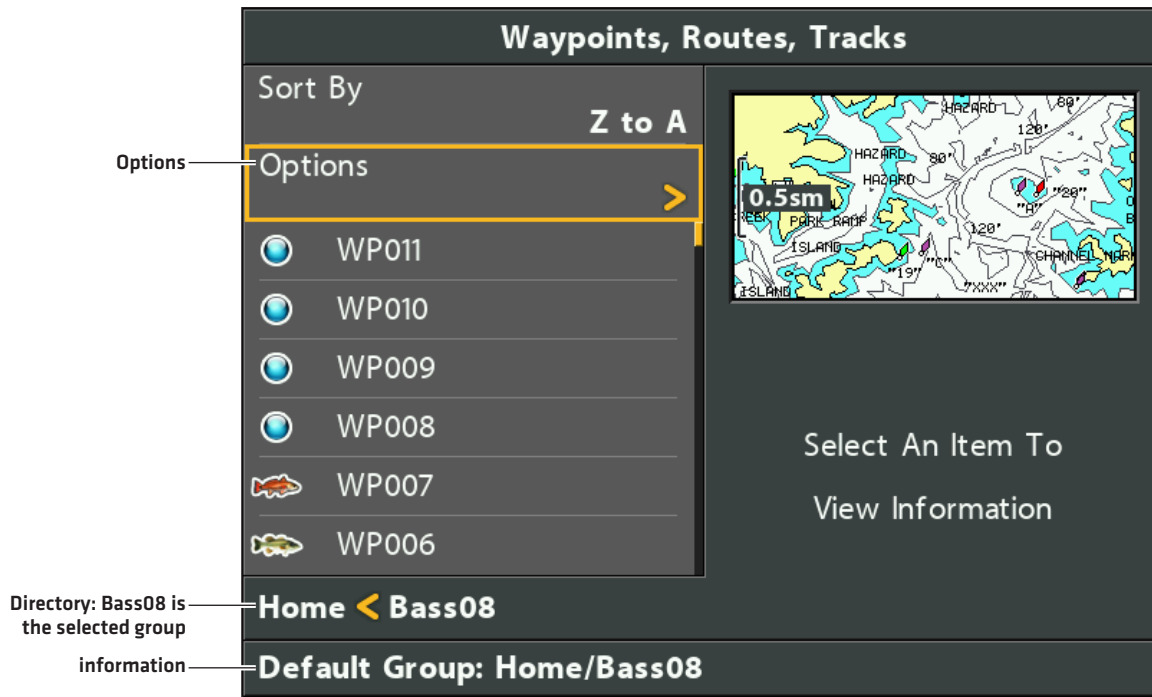 Waypoints, Routes, Tracks
Sort By
Z to A
Options
Options
>
WP011
WP010
WP009
WP008
WP007
WP006
HAZARD
80'
120'
HAZARD
80'
HAZARD
0.5sm
"20"
"A"
PARK RAMP
120'
ISLAND
"C"
"19"
"XXX"
ISLAND
Select An Item To
View Information
Directory: Bass08 is
the selected group
Home < Bass08
information
Default Group: Home/Bass08